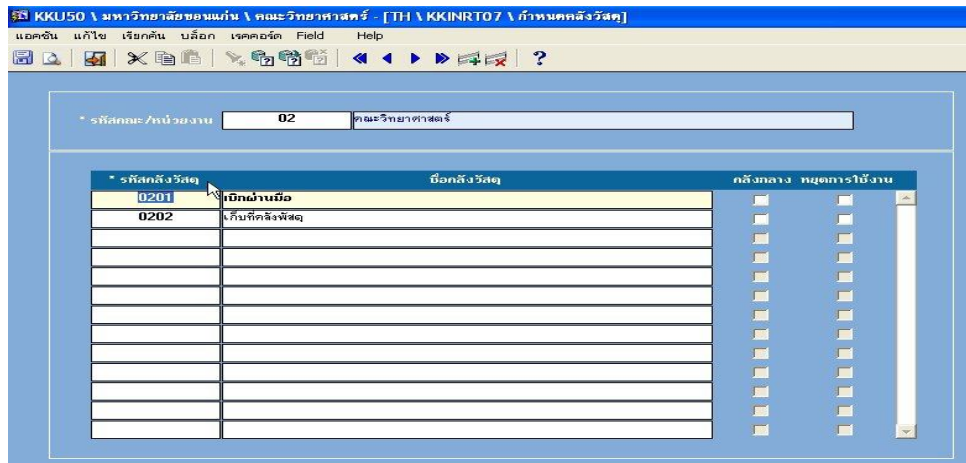 KKU50 \ มหาวิทยาลัยขอนแก่น \ คณะวิทยาศาสตร์ - [TH \ KKINRT07 \ กำหนดคลังวัสดุ]
แอคชัน แก้ไข เรียกค้น บล็อก เรคคอร์ด Field Help
* รหัสคณะ/หน่วยงาน 02 คณะวิทยาศาสตร์
* รหัสคลังวัสดุ ชื่อคลังวัสดุ คลังกลาง หยุดการใช้งาน
0201 เบิกผ่านมือ
0202 เก็บที่คลังพัสดุ